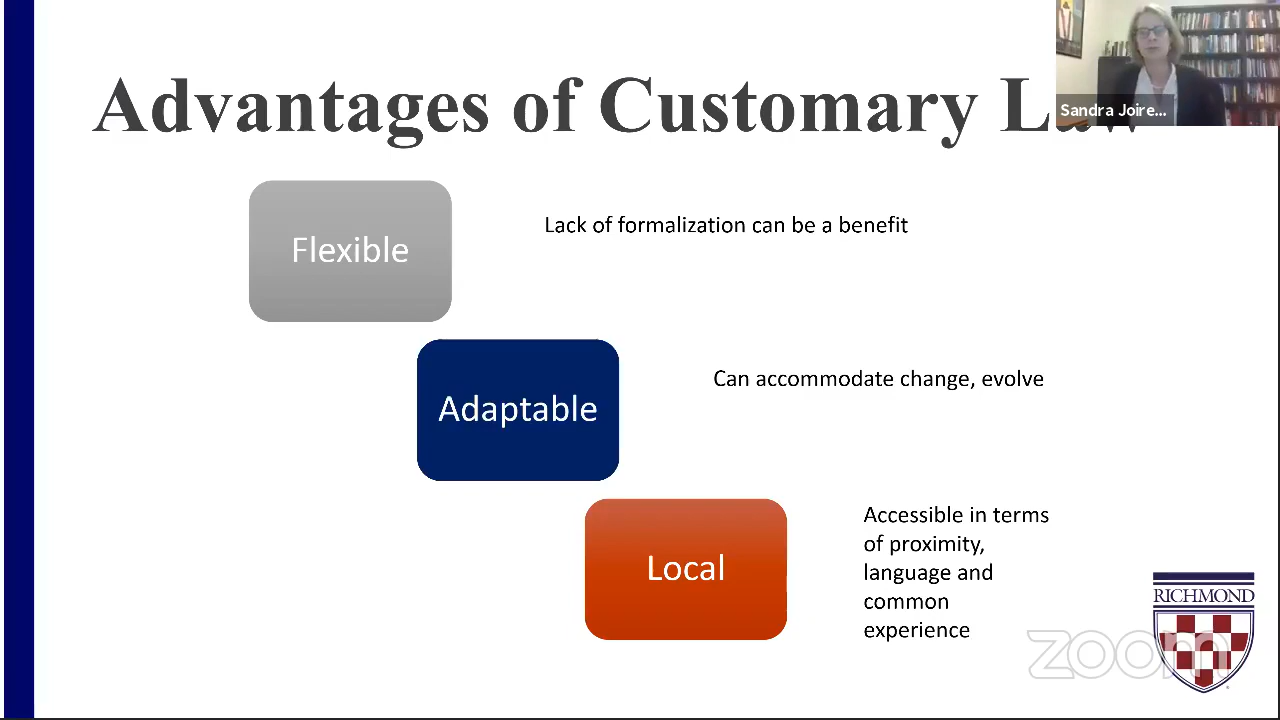 Advantages of Customary Law
Sandra Joire...
Flexible
Lack of formalization can be a benefit
Adaptable
Can accommodate change, evolve
Local
Accessible in terms
of proximity,
language and
common
experience
RICHMOND
zoom